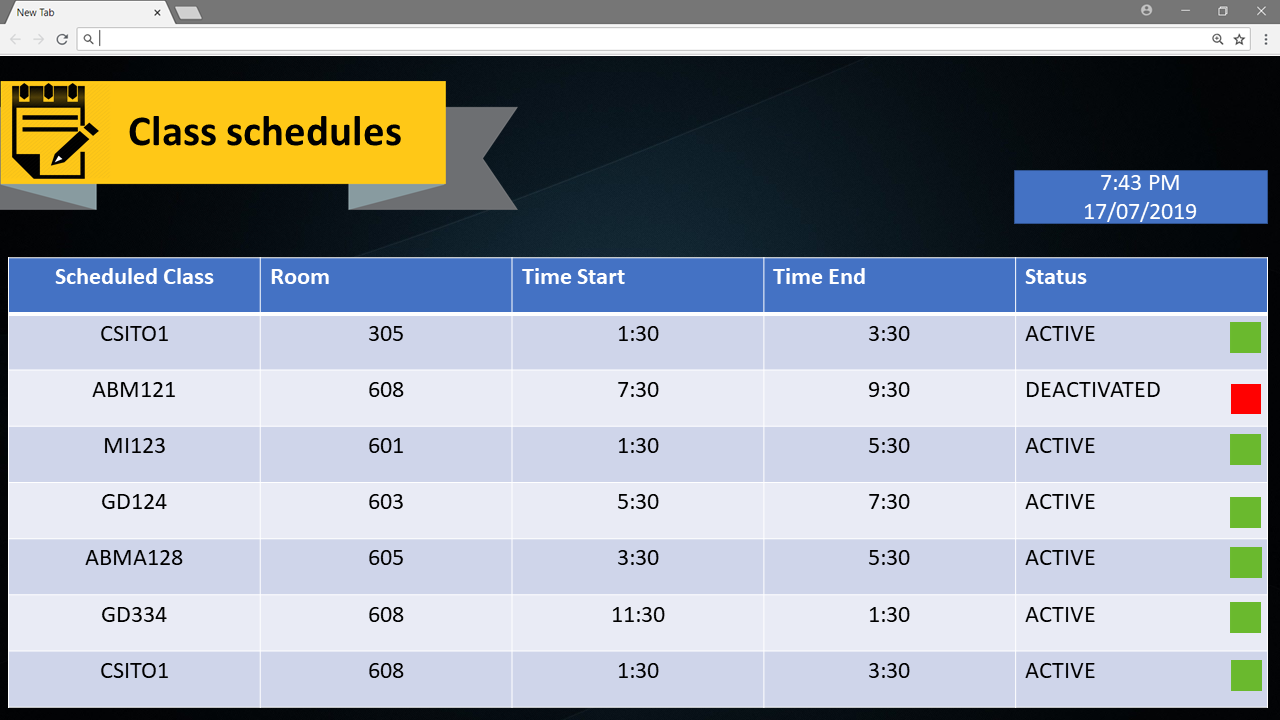 New Tab
Class schedules
7:43 PM
17/07/2019
Scheduled Class Room Time Start Time End Status
CSITO1 305 1:30 3:30 ACTIVE
ABM121 608 7:30 9:30 DEACTIVATED
MI123 601 1:30 5:30 ACTIVE
GD124 603 5:30 7:30 ACTIVE
ABMA128 605 3:30 5:30 ACTIVE
GD334 608 11:30 1:30 ACTIVE
CSITO1 608 1:30 3:30 ACTIVE